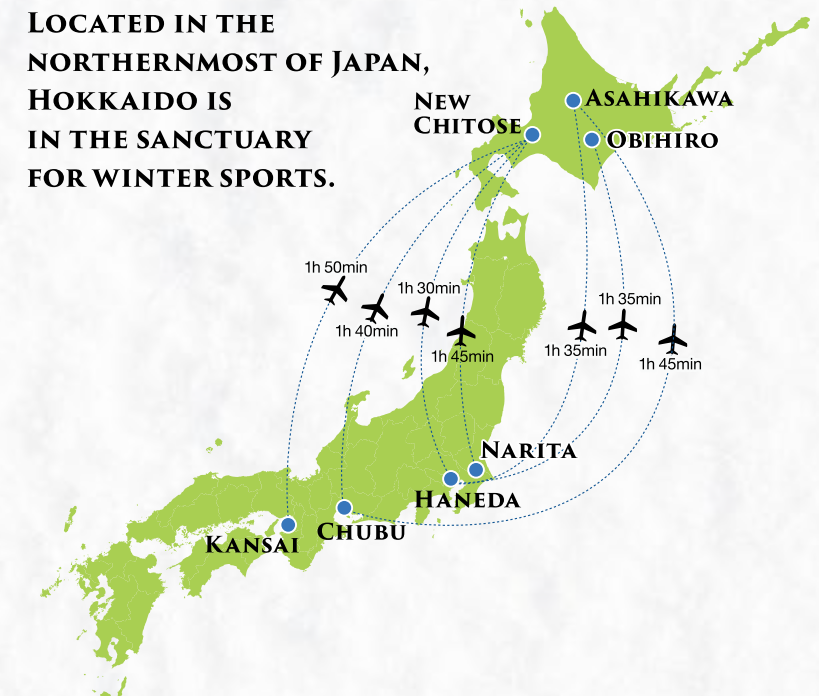 LOCATED IN THE
NORTHERNMOST OF JAPAN,
HOKKAIDO IS
IN THE SANCTUARY
FOR WINTER SPORTS.
NEW
CHITOSE
ASAHIKAWA
OBIHIRO
1h 50min
1h 40min
1h 30min
1h 45min
1h 35min
1h 35min
1h 45min
NARITA
HANEDA
CHUBU
KANSAI